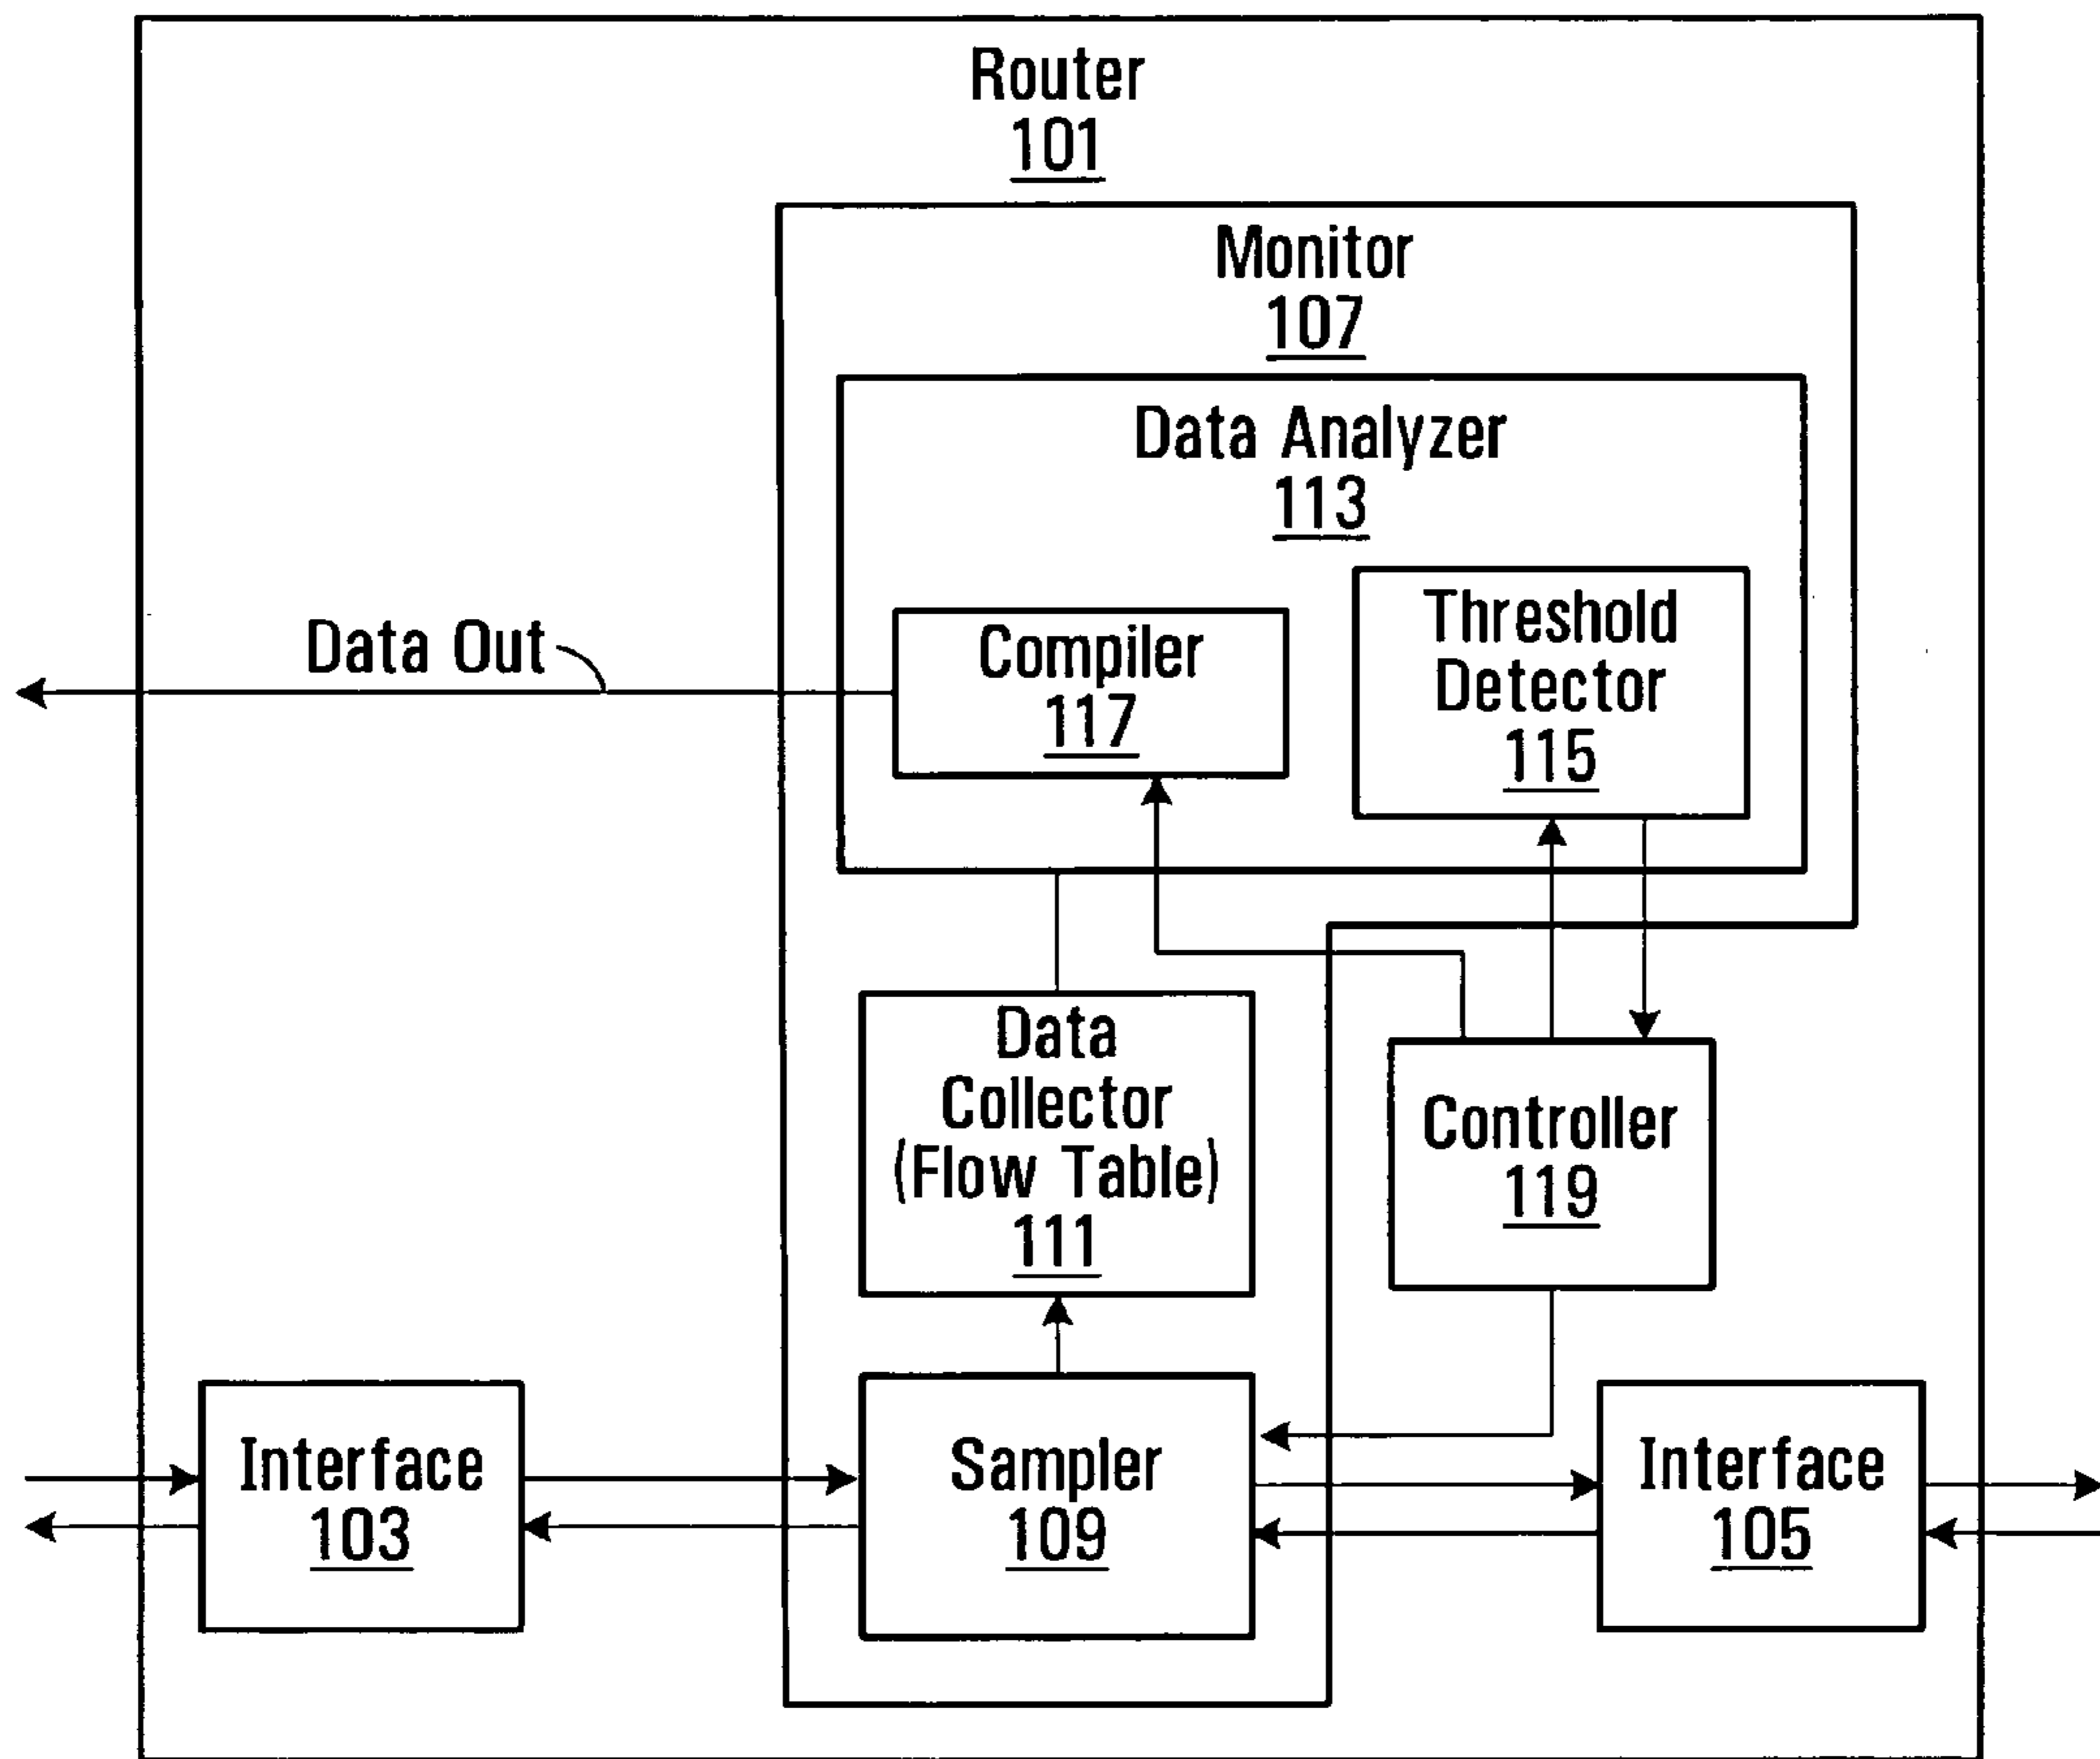 Router
101
Monitor
107
Data Analyzer
113
Data Out
Compiler
117
Threshold
Detector
115
Data
Collector
(Flow Table)
111
Controller
119
Interface
103
Sampler
109
Interface
105